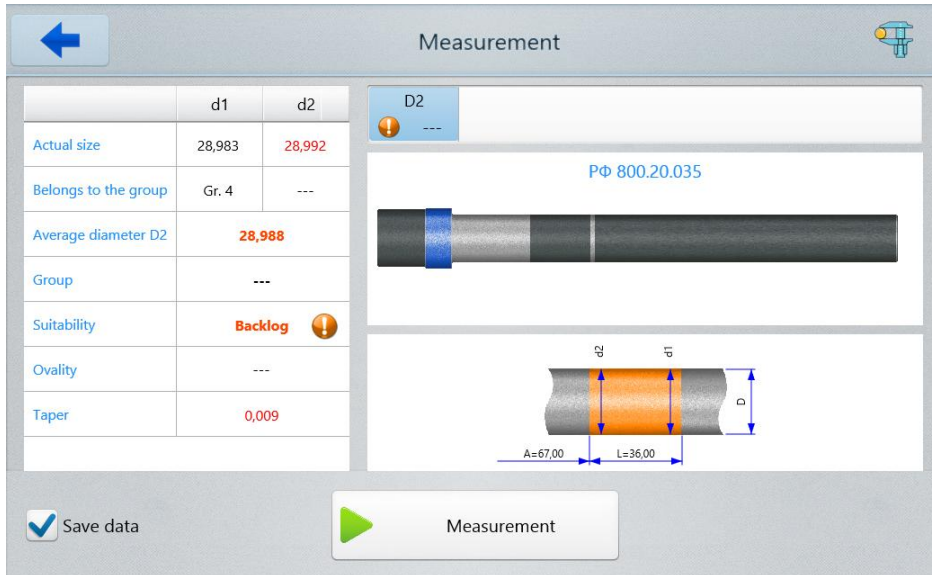 Measurement
d1 d2
Actual size 28,983 28,992
Belongs to the group Gr. 4 ---
Average diameter D2 28,988
Group ---
Suitability Backlog
Ovality ---
Taper 0,009
D2
---
РФ 800.20.035
d2 d1
D
A=67,00 L=36,00
Save data
Measurement